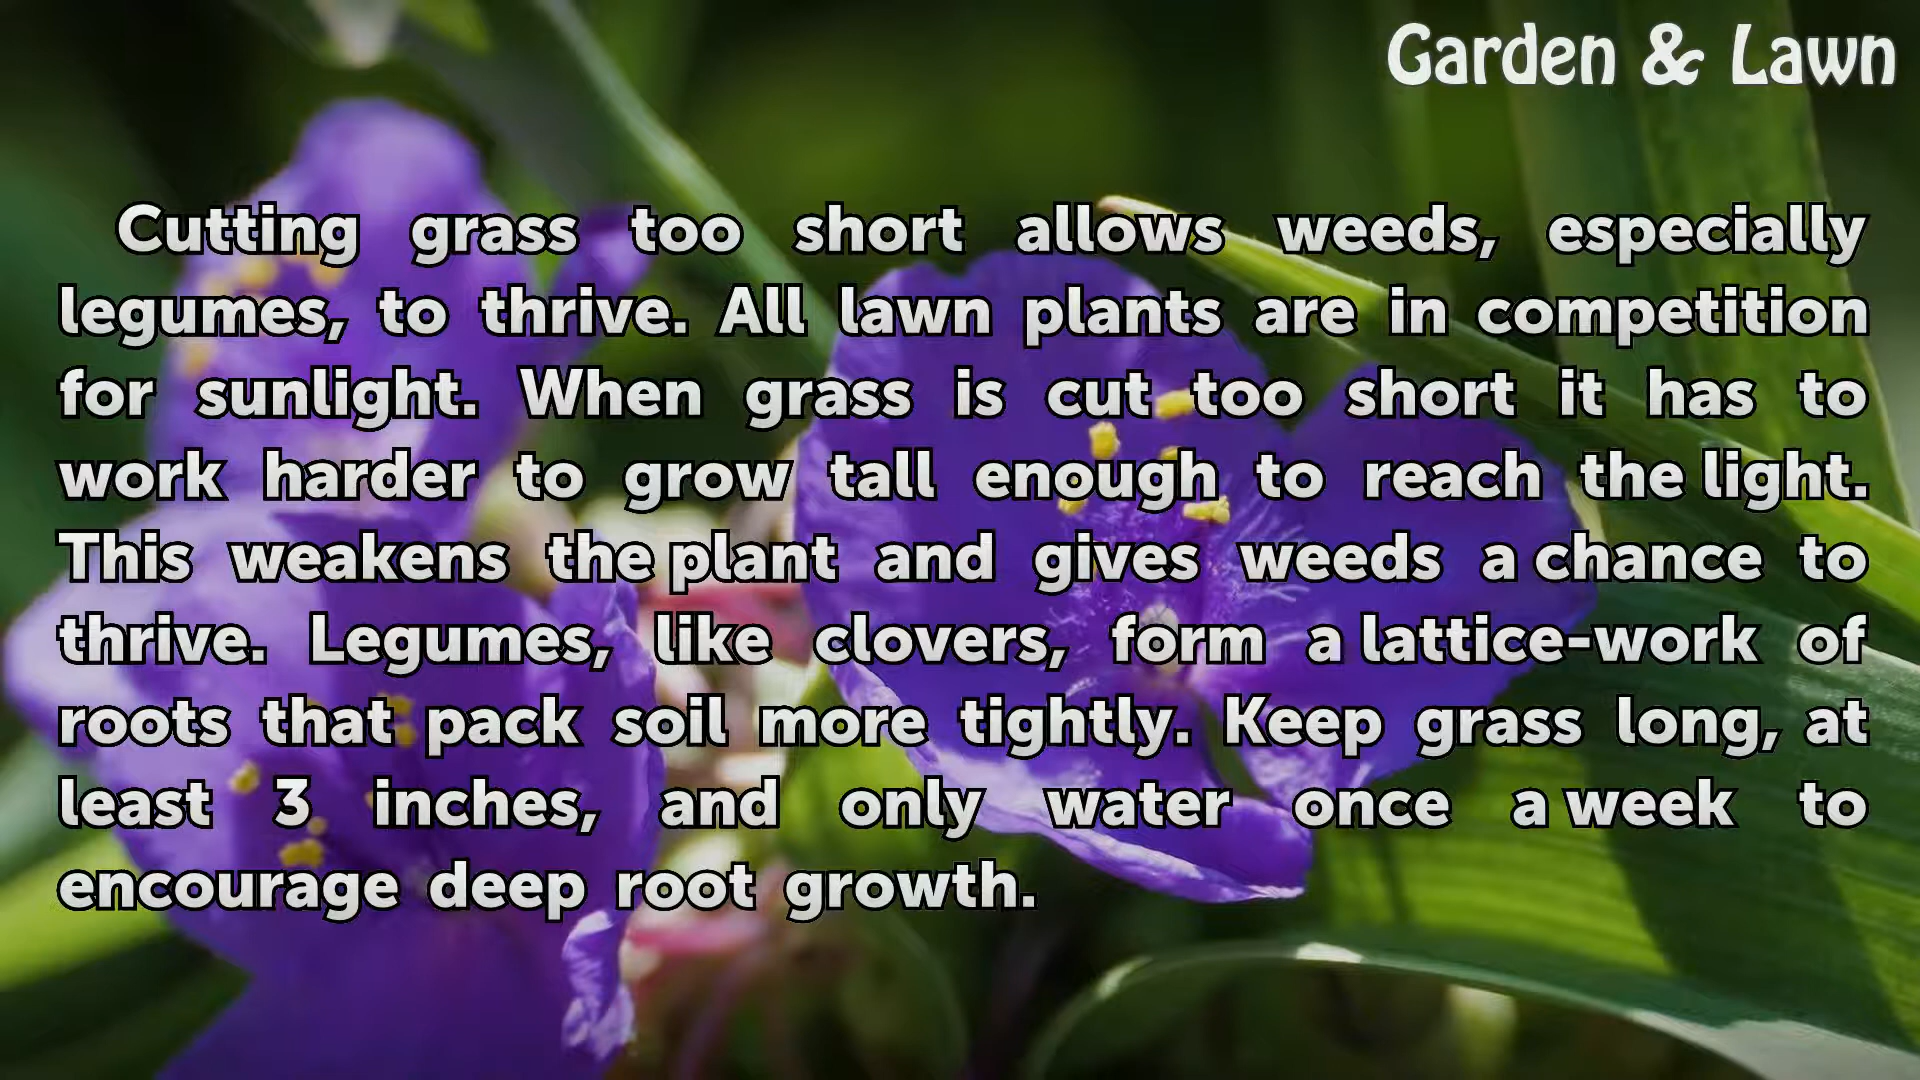 Garden & Lawn
Cutting grass too short allows weeds, especially
legumes, to thrive. All lawn plants are in competition
for sunlight. When grass is cut too short it has to
work harder to grow tall enough to reach the light.
This weakens the plant and gives weeds a chance to
thrive. Legumes, like clovers, form a lattice-work of
roots that pack soil more tightly. Keep grass long, at
least 3 inches, and only water once a week to
encourage deep root growth.